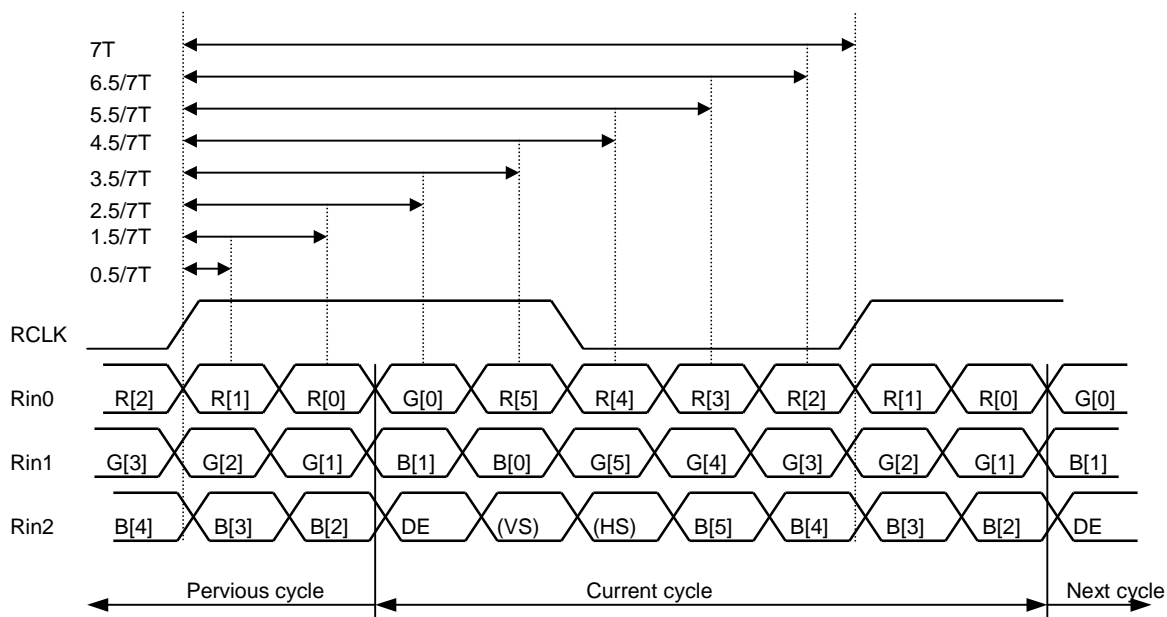 7T
6.5/7T
5.5/7T
4.5/7T
3.5/7T
2.5/7T
1.5/7T
0.5/7T
RCLK
Rin0 R[2] R[1] R[0] G[0] R[5] R[4] R[3] R[2] R[1] R[0] G[0]
Rin1 G[3] G[2] G[1] B[1] B[0] G[5] G[4] G[3] G[2] G[1] B[1]
Rin2 B[4] B[3] B[2] DE (VS) (HS) B[5] B[4] B[3] B[2] DE
Pervious cycle Current cycle Next cycle